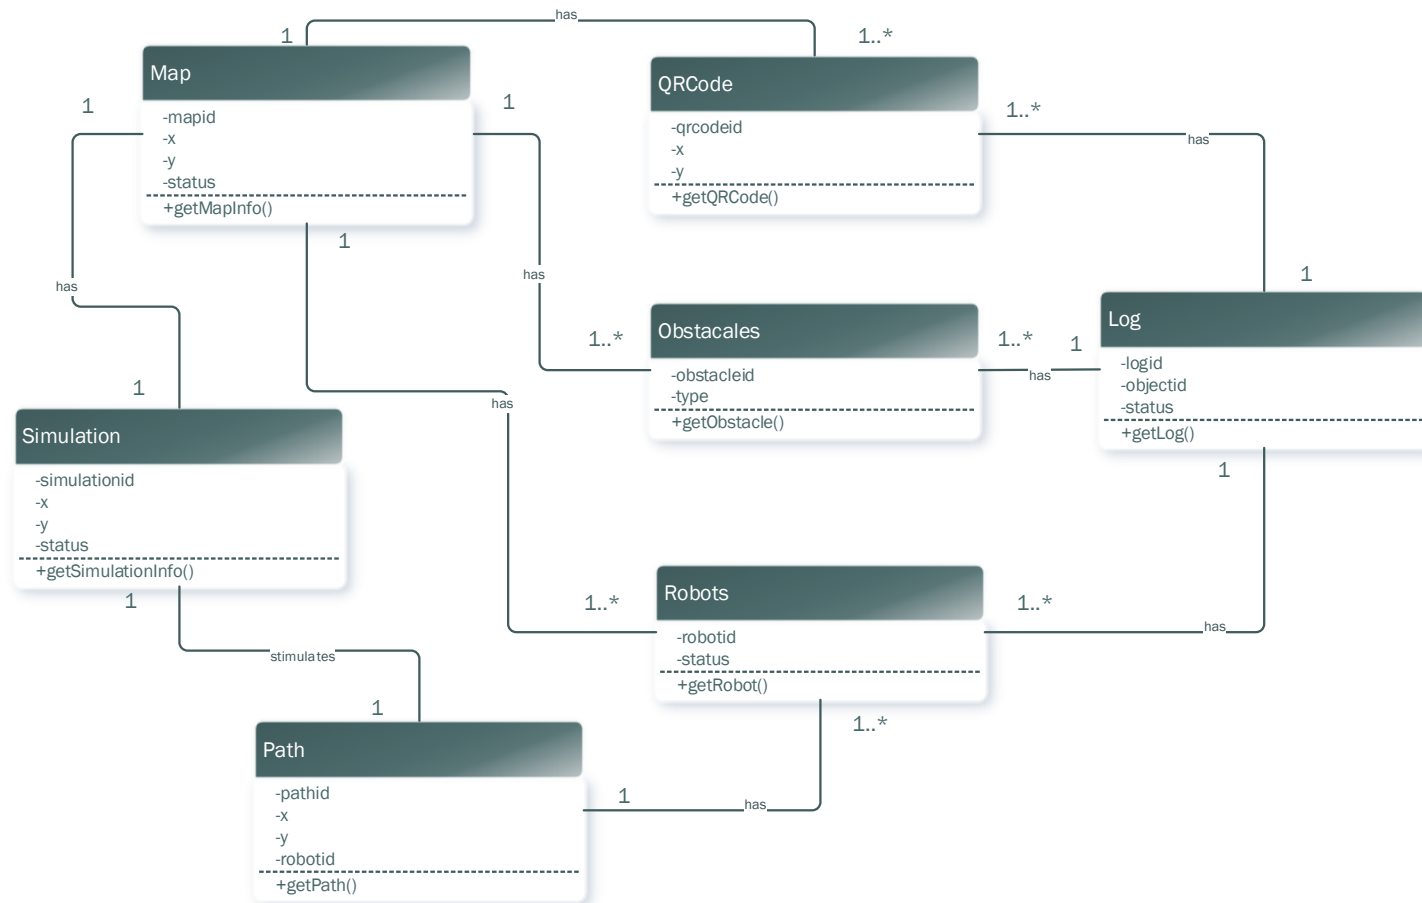 has
1
1..*
Map
QRCode
1
1
1..*
-mapid
-x
-y
-status
+getMapInfo()
-qrcodeid
-x
-y
+getQRCode()
has
1
has
has
1
1..*
Obstacales
1..*
1
Log
-obstacleid
-type
+getObstacle()
has
-logid
-objectid
-status
+getLog()
1
has
1
Simulation
-simulationid
-x
-y
-status
+getSimulationInfo()
1
1..*
Robots
1..*
-robotid
-status
+getRobot()
has
stimulates
1
1..*
Path
-pathid
-x
-y
-robotid
+getPath()
1
has